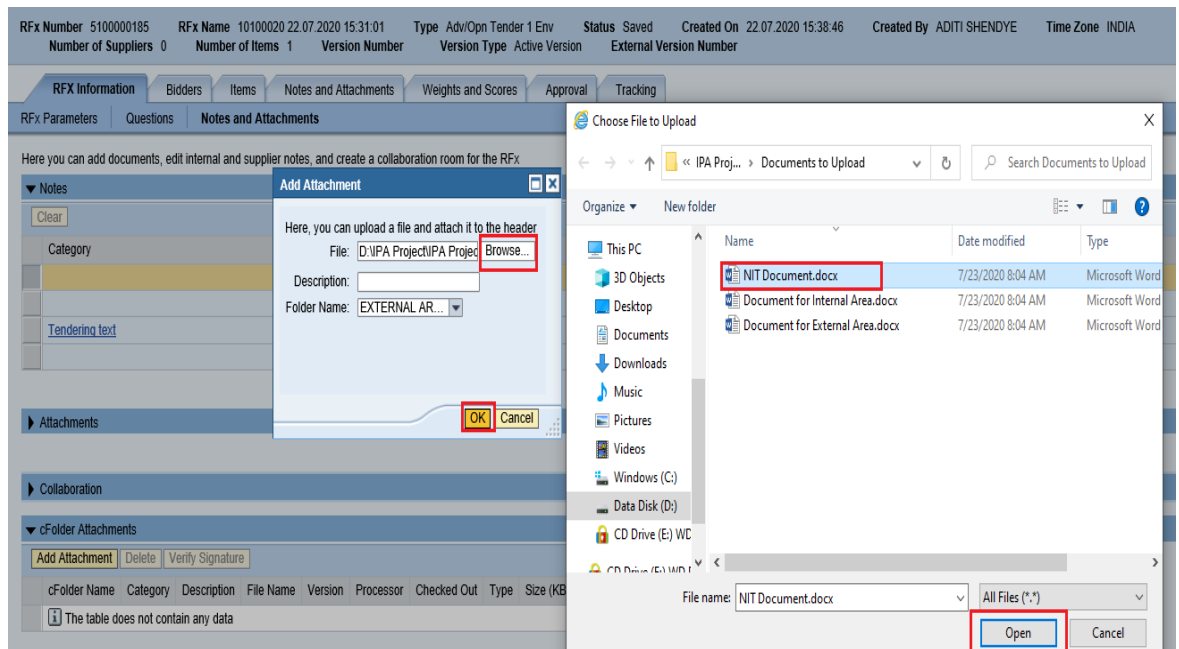 RFx Number 5100000185 RFx Name 10100020 22.07.2020 15:31:01 Type Adv/Opn Tender 1 Env Status Saved Created On 22.07.2020 15:38:46 Created By ADITI SHENDYE Time Zone INDIA
Number of Suppliers 0 Number of Items 1 Version Number Version Type Active Version External Version Number
RFX Information Bidders Items Notes and Attachments Weights and Scores Approval Tracking
RFx Parameters Questions Notes and Attachments
Here you can add documents, edit internal and supplier notes, and create a collaboration room for the RFx
Notes
Clear
Category
Tendering text
Attachments
Collaboration
cFolder Attachments
Add Attachment Delete Verify Signature
cFolder Name Category Description File Name Version Processor Checked Out Type Size (KB
The table does not contain any data
Add Attachment
Here, you can upload a file and attach it to the header
File: D:\IPA Project\IPA Projec Browse...
Description:
Folder Name: EXTERNAL AR...
OK Cancel
Choose File to Upload
« IPA Proj... Documents to Upload Search Documents to Upload
Organize New folder
This PC
3D Objects
Desktop
Documents
Downloads
Music
Pictures
Videos
Windows (C:)
Data Disk (D:)
CD Drive (E:) WD
Name Date modified Type
NIT Document.docx 7/23/2020 8:04 AM Microsoft Word
Document for Internal Area.docx 7/23/2020 8:04 AM Microsoft Word
Document for External Area.docx 7/23/2020 8:04 AM Microsoft Word
File name: NIT Document.docx All Files (*.*)
Open Cancel